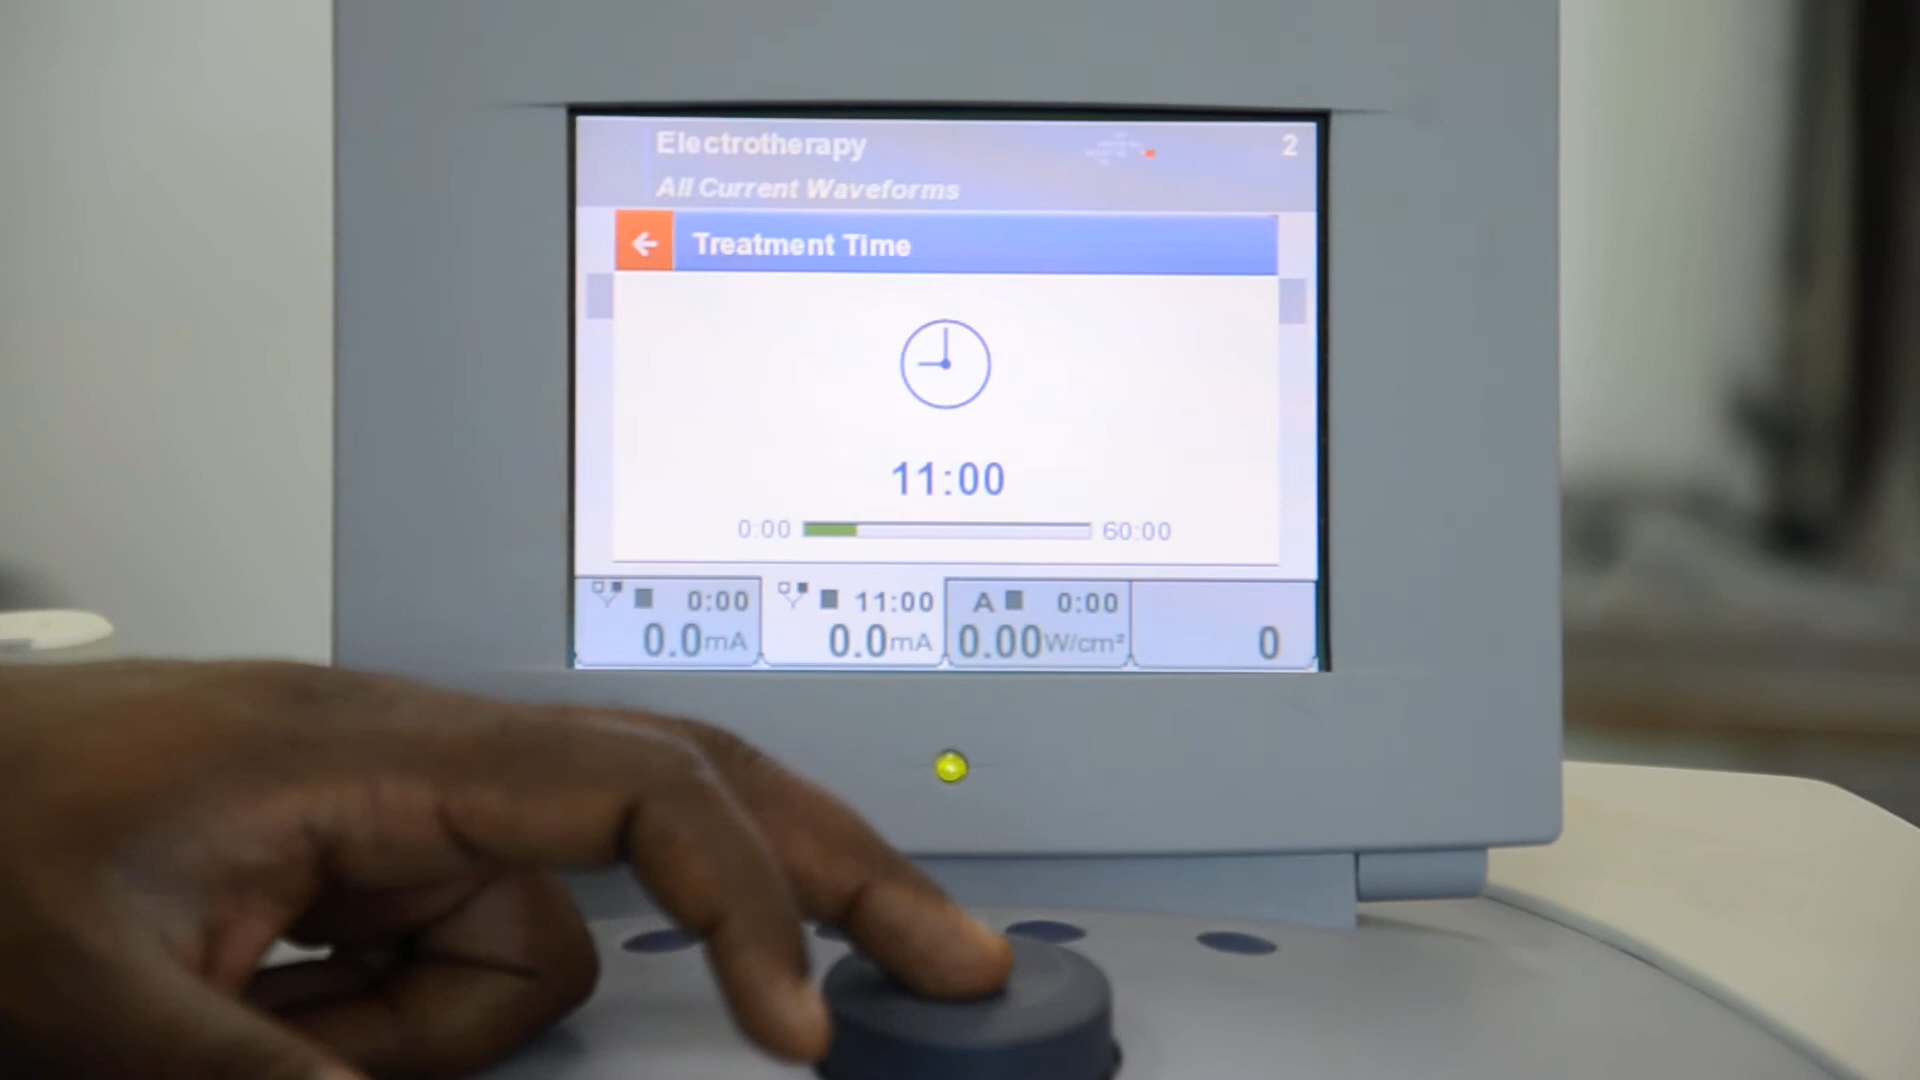 Electrotherapy 2
All Current Waveforms
Treatment Time
11:00
0:00 60:00
0:00 11:00 A 0:00
0.0mA 0.0mA 0.00W/cm² 0